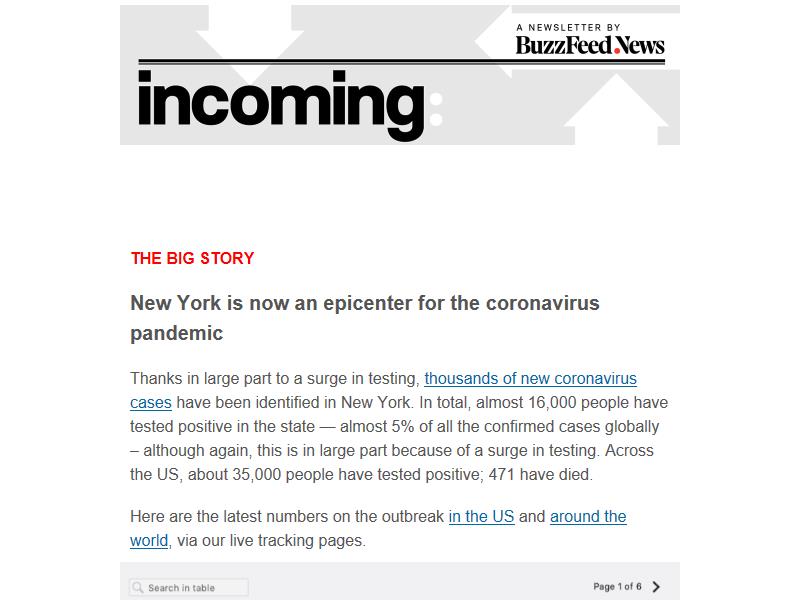 A NEWSLETTER BY
BuzzFeed.News
incoming:
THE BIG STORY
New York is now an epicenter for the coronavirus
pandemic
Thanks in large part to a surge in testing, thousands of new coronavirus
cases have been identified in New York. In total, almost 16,000 people have
tested positive in the state — almost 5% of all the confirmed cases globally
– although again, this is in large part because of a surge in testing. Across
the US, about 35,000 people have tested positive; 471 have died.
Here are the latest numbers on the outbreak in the US and around the
world, via our live tracking pages.
Search in table
Page 1 of 6